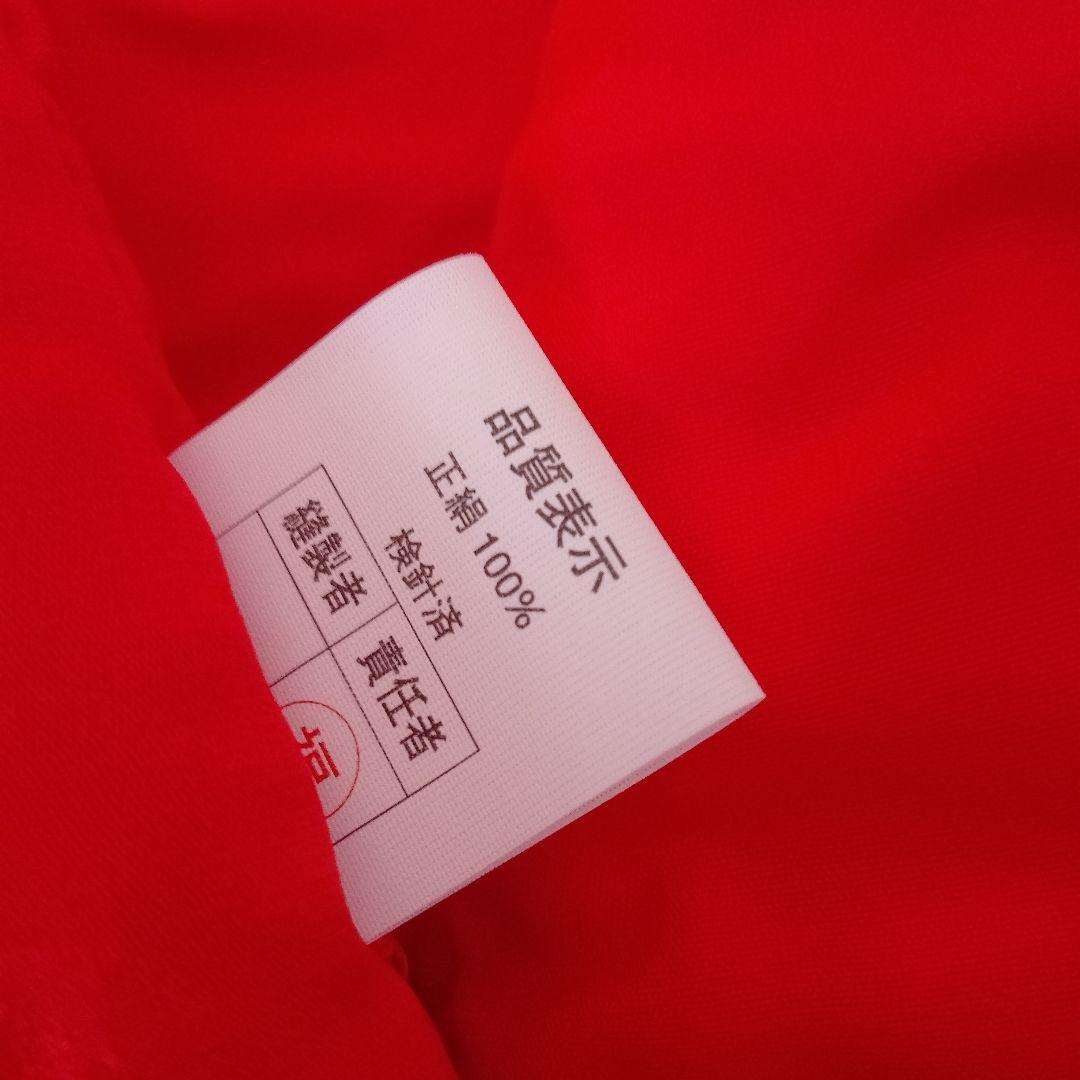 品質表示
正絹 100%
検針済
縫製者 責任者